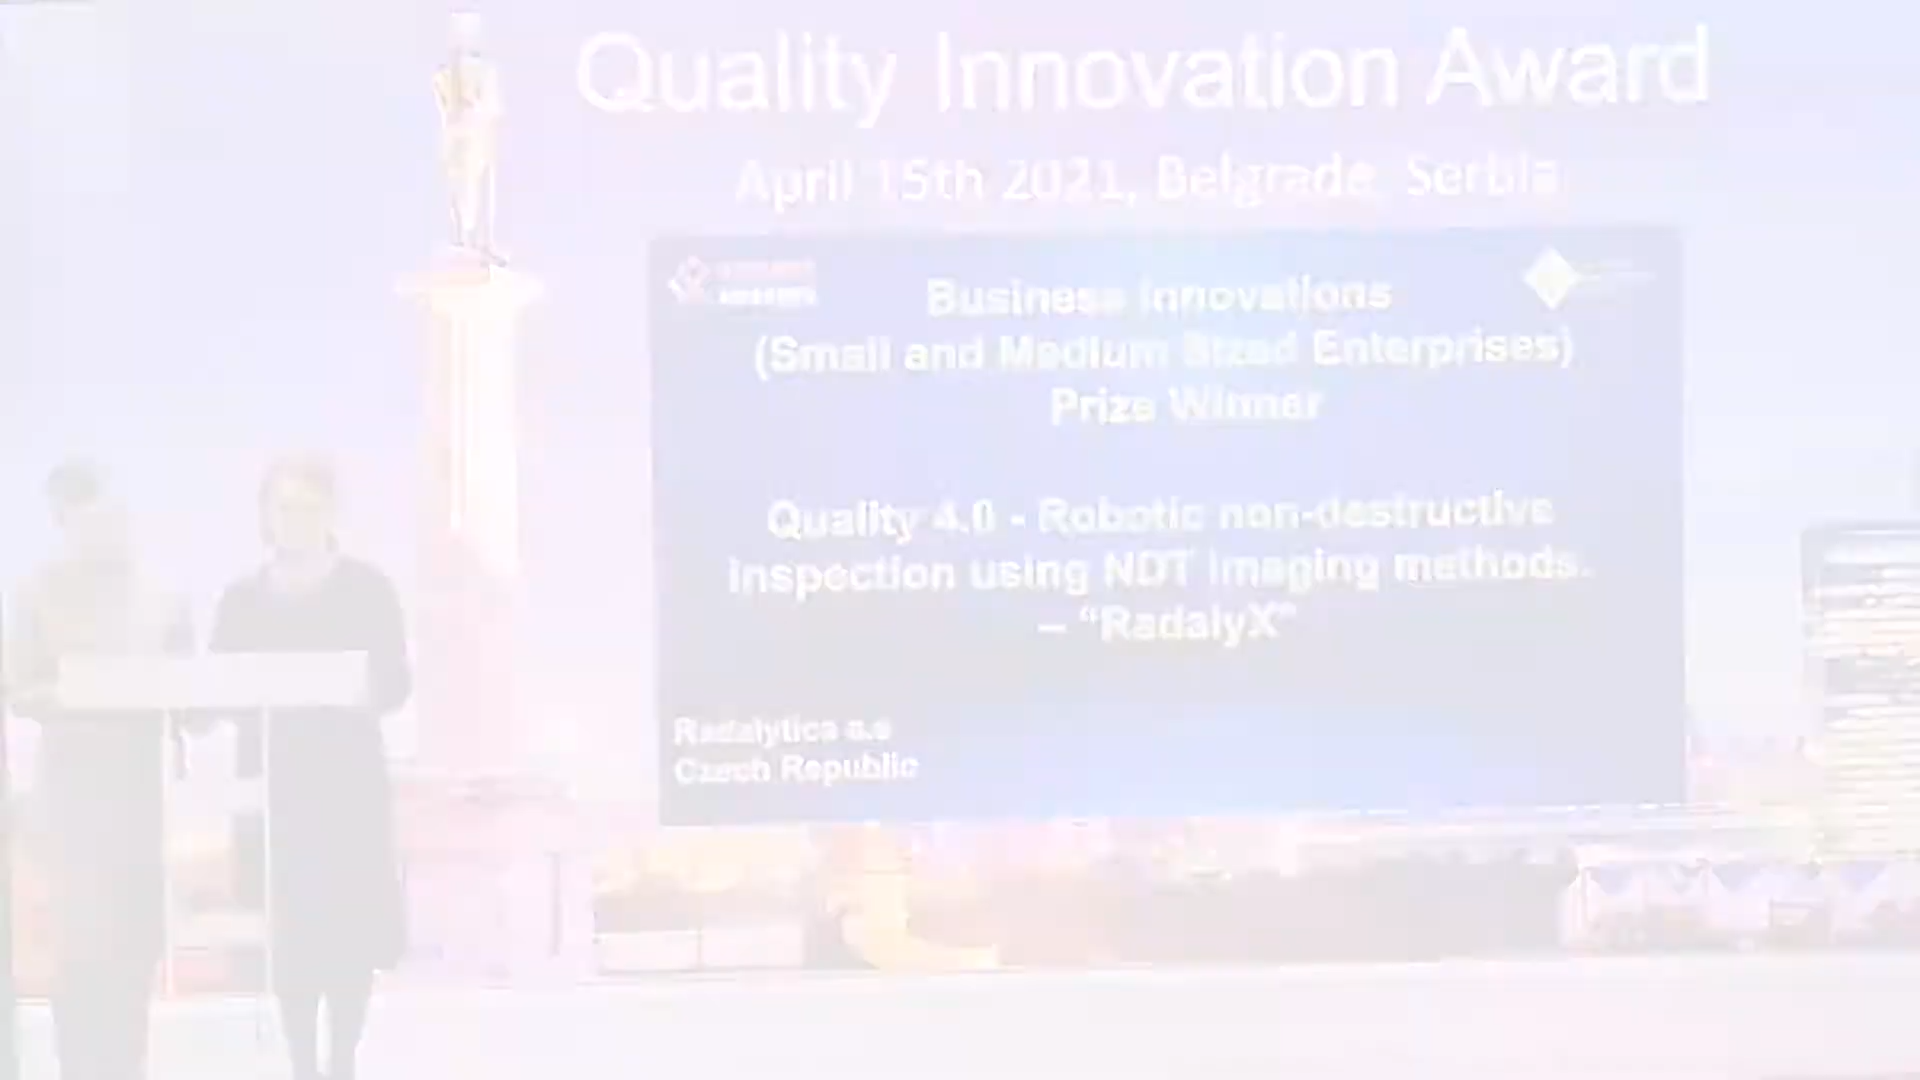 Quality Innovation Award
April 15th 2021, Belgrade, Serbia
Business Innovations
(Small and Medium Sized Enterprises)
Prize Winner
Quality 4.0 - Robotic non-destructive
inspection using NDT imaging methods.
– “RadalyX”
Radalytica a.s
Czech Republic